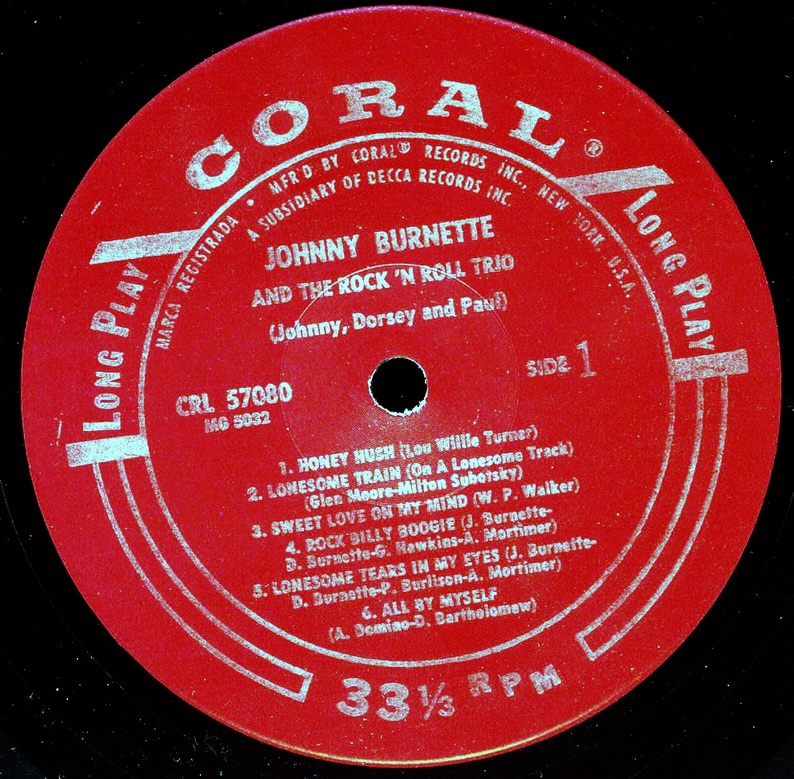 CORAL®
MARCA REGISTRADA • MFR'D BY CORAL® RECORDS INC., NEW YORK, U.S.A.
A SUBSIDIARY OF DECCA RECORDS INC.
LONG PLAY
LONG PLAY
JOHNNY BURNETTE
AND THE ROCK 'N ROLL TRIO
(Johnny, Dorsey and Paul)
SIDE 1
CRL 57080
MG 5032
1. HONEY HUSH (Lou Willie Turner)
2. LONESOME TRAIN (On A Lonesome Track)
(Glen Moore-Milton Subotsky)
3. SWEET LOVE ON MY MIND (W. P. Walker)
4. ROCK BILLY BOOGIE (J. Burnette-
D. Burnette-G. Hawkins-A. Mortimer)
5. LONESOME TEARS IN MY EYES (J. Burnette-
D. Burnette-P. Burlison-A. Mortimer)
6. ALL BY MYSELF
(A. Domino-D. Bartholomew)
33 1/3 RPM